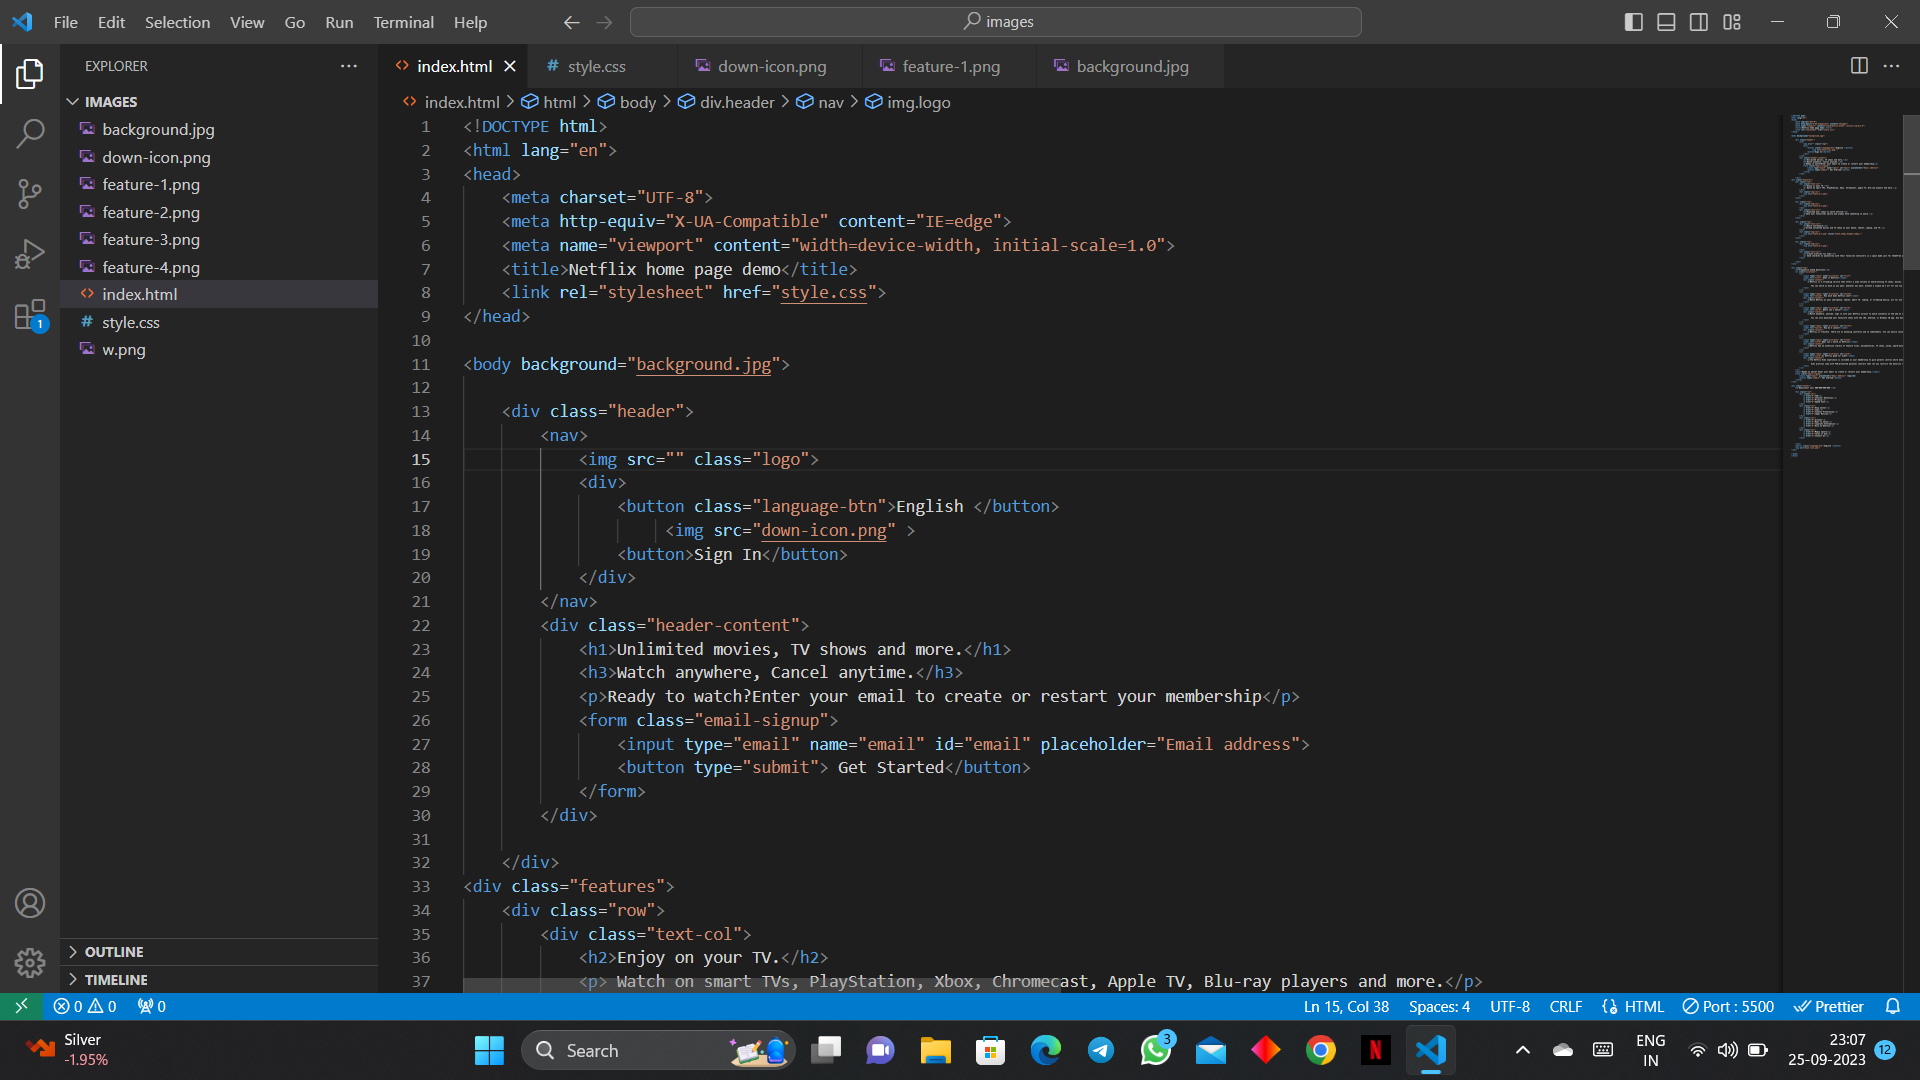 File Edit Selection View Go Run Terminal Help
images
EXPLORER
IMAGES
background.jpg
down-icon.png
feature-1.png
feature-2.png
feature-3.png
feature-4.png
index.html
style.css
w.png
OUTLINE
TIMELINE
index.html style.css down-icon.png feature-1.png background.jpg
index.html > html > body > div.header > nav > img.logo
1 <!DOCTYPE html>
2 <html lang="en">
3 <head>
4 <meta charset="UTF-8">
5 <meta http-equiv="X-UA-Compatible" content="IE=edge">
6 <meta name="viewport" content="width=device-width, initial-scale=1.0">
7 <title>Netflix home page demo</title>
8 <link rel="stylesheet" href="style.css">
9 </head>
10
11 <body background="background.jpg">
12
13 <div class="header">
14 <nav>
15 <img src="" class="logo">
16 <div>
17 <button class="language-btn">English </button>
18 <img src="down-icon.png" >
19 <button>Sign In</button>
20 </div>
21 </nav>
22 <div class="header-content">
23 <h1>Unlimited movies, TV shows and more.</h1>
24 <h3>Watch anywhere, Cancel anytime.</h3>
25 <p>Ready to watch?Enter your email to create or restart your membership</p>
26 <form class="email-signup">
27 <input type="email" name="email" id="email" placeholder="Email address">
28 <button type="submit"> Get Started</button>
29 </form>
30 </div>
31
32 </div>
33 <div class="features">
34 <div class="row">
35 <div class="text-col">
36 <h2>Enjoy on your TV.</h2>
37 <p> Watch on smart TVs, PlayStation, Xbox, Chromecast, Apple TV, Blu-ray players and more.</p>
1
0 0 0 Ln 15, Col 38 Spaces: 4 UTF-8 CRLF HTML Port : 5500 Prettier
Silver
-1.95%
Search
3
N
ENG
IN
23:07
25-09-2023
12